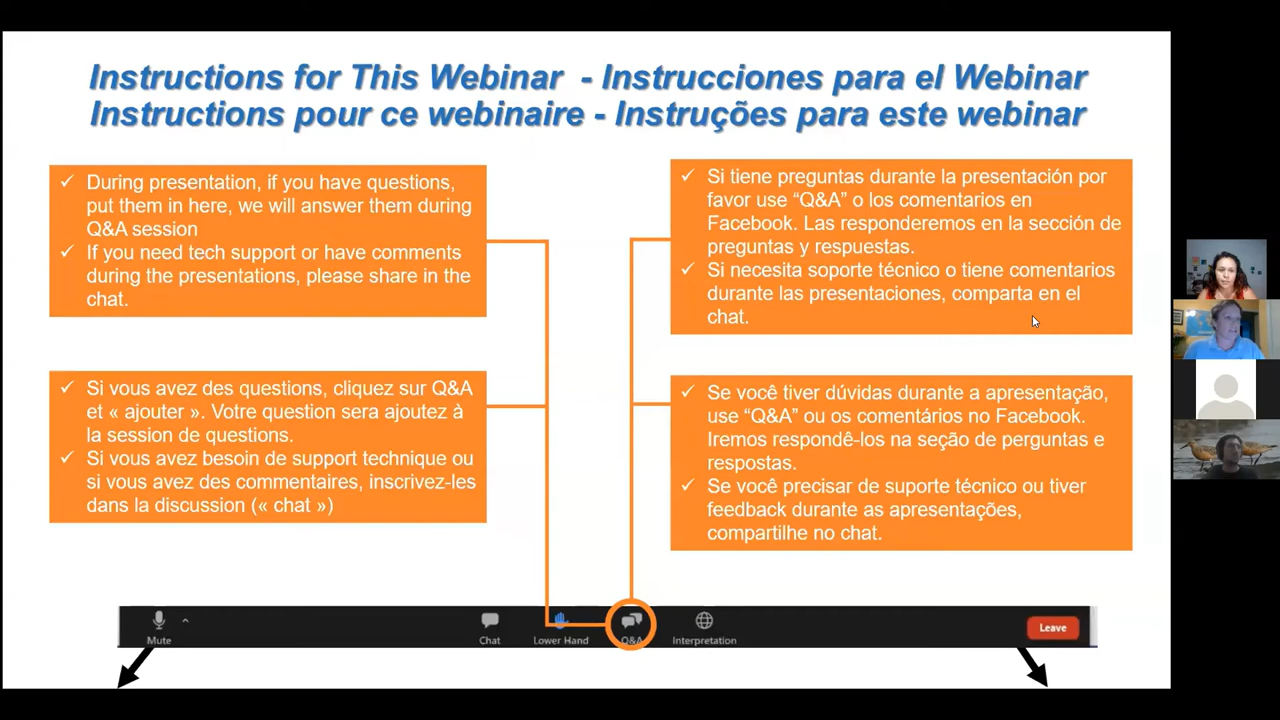 Instructions for This Webinar - Instrucciones para el Webinar
Instructions pour ce webinaire - Instruções para este webinar
During presentation, if you have questions,
put them in here, we will answer them during
Q&A session
If you need tech support or have comments
during the presentations, please share in the
chat.
Si tiene preguntas durante la presentación por
favor use “Q&A” o los comentarios en
Facebook. Las responderemos en la sección de
preguntas y respuestas.
Si necesita soporte técnico o tiene comentarios
durante las presentaciones, comparta en el
chat.
Si vous avez des questions, cliquez sur Q&A
et « ajouter ». Votre question sera ajoutez à
la session de questions.
Si vous avez besoin de support technique ou
si vous avez des commentaires, inscrivez-les
dans la discussion (« chat »)
Se você tiver dúvidas durante a apresentação,
use “Q&A” ou os comentários no Facebook.
Iremos respondê-los na seção de perguntas e
respostas.
Se você precisar de suporte técnico ou tiver
feedback durante as apresentações,
compartilhe no chat.
Mute Chat Lower Hand Q&A Interpretation Leave